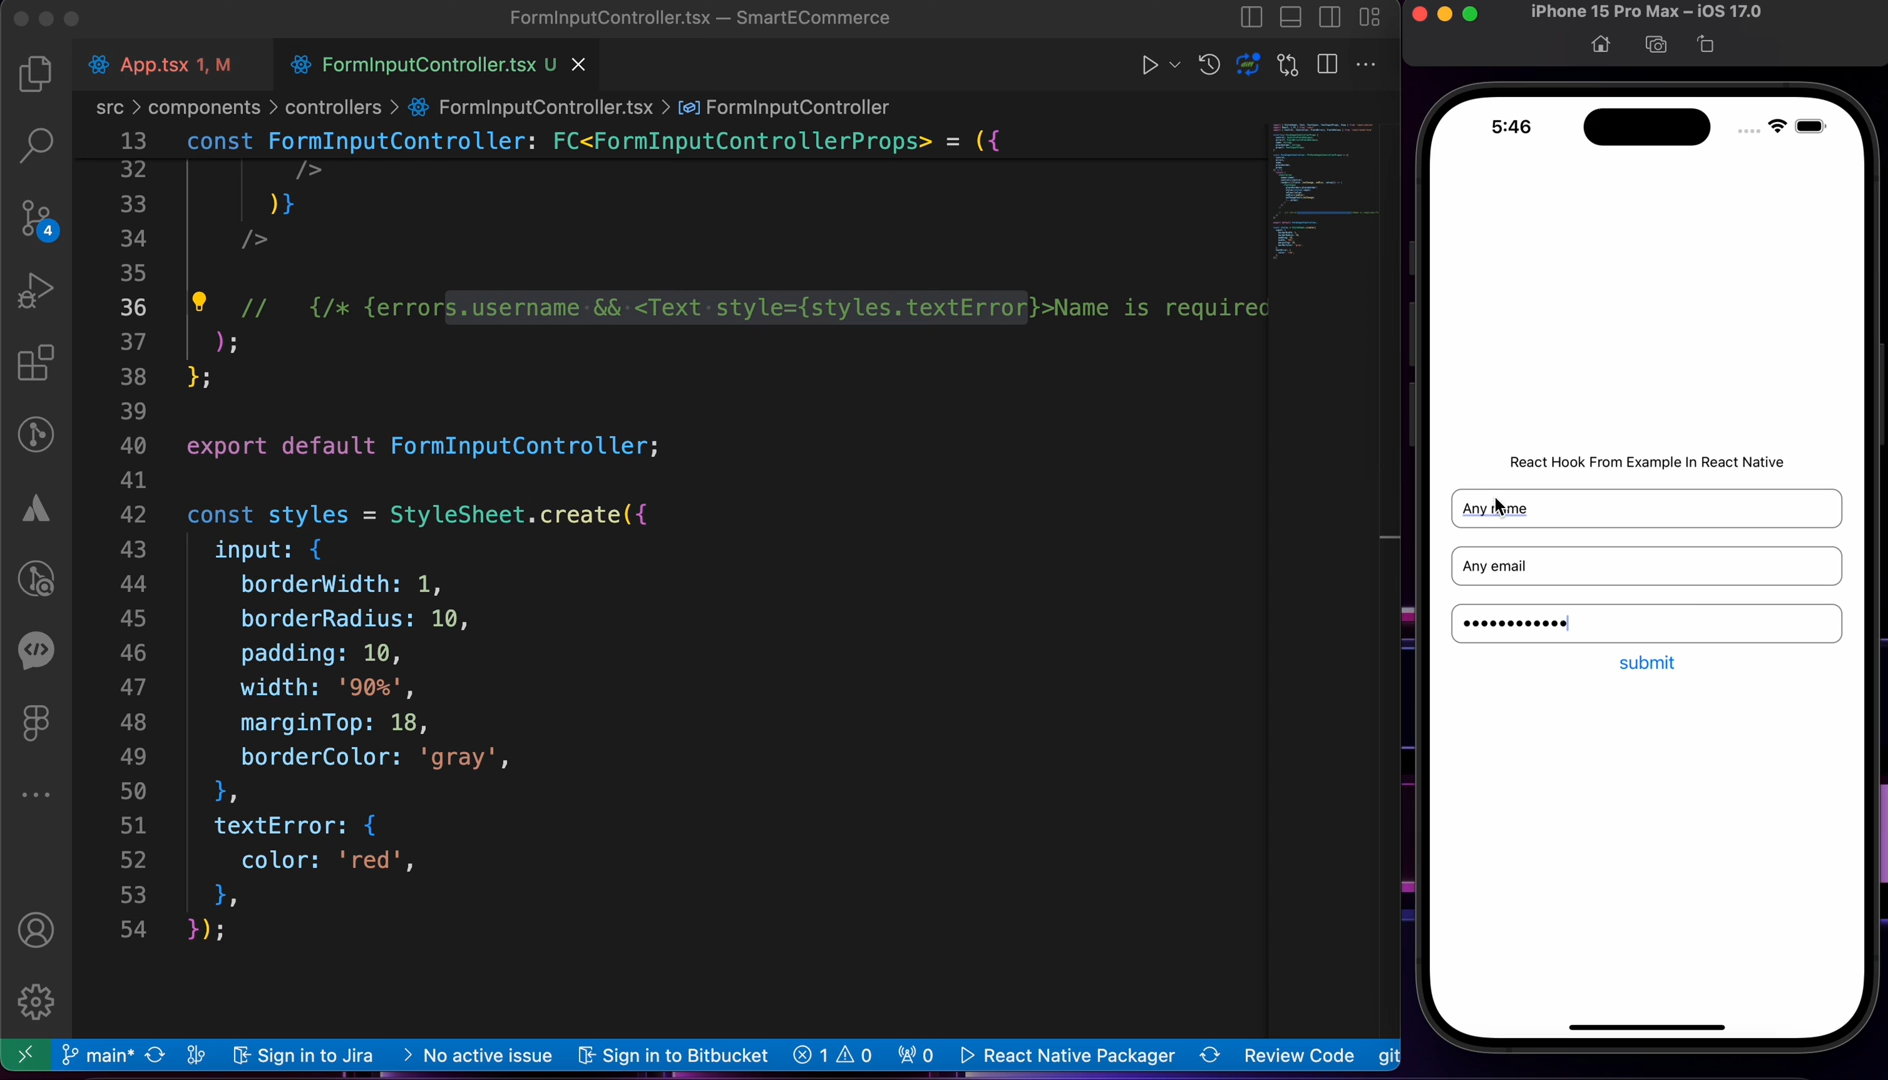 FormInputController.tsx — SmartECommerce
App.tsx 1, M
FormInputController.tsx U
src > components > controllers > FormInputController.tsx > FormInputController
13 const FormInputController: FC<FormInputControllerProps> = ({
32 />
33 )}
34 />
35
36 // {/* {errors.username && <Text style={styles.textError}>Name is required
37 );
38 };
39
40 export default FormInputController;
41
42 const styles = StyleSheet.create({
43 input: {
44 borderWidth: 1,
45 borderRadius: 10,
46 padding: 10,
47 width: '90%',
48 marginTop: 18,
49 borderColor: 'gray',
50 },
51 textError: {
52 color: 'red',
53 },
54 });
4
main*
Sign in to Jira
No active issue
Sign in to Bitbucket
1 0
0
React Native Packager
Review Code
git
iPhone 15 Pro Max – iOS 17.0
5:46
React Hook From Example In React Native
Any name
Any email
••••••••••••
submit